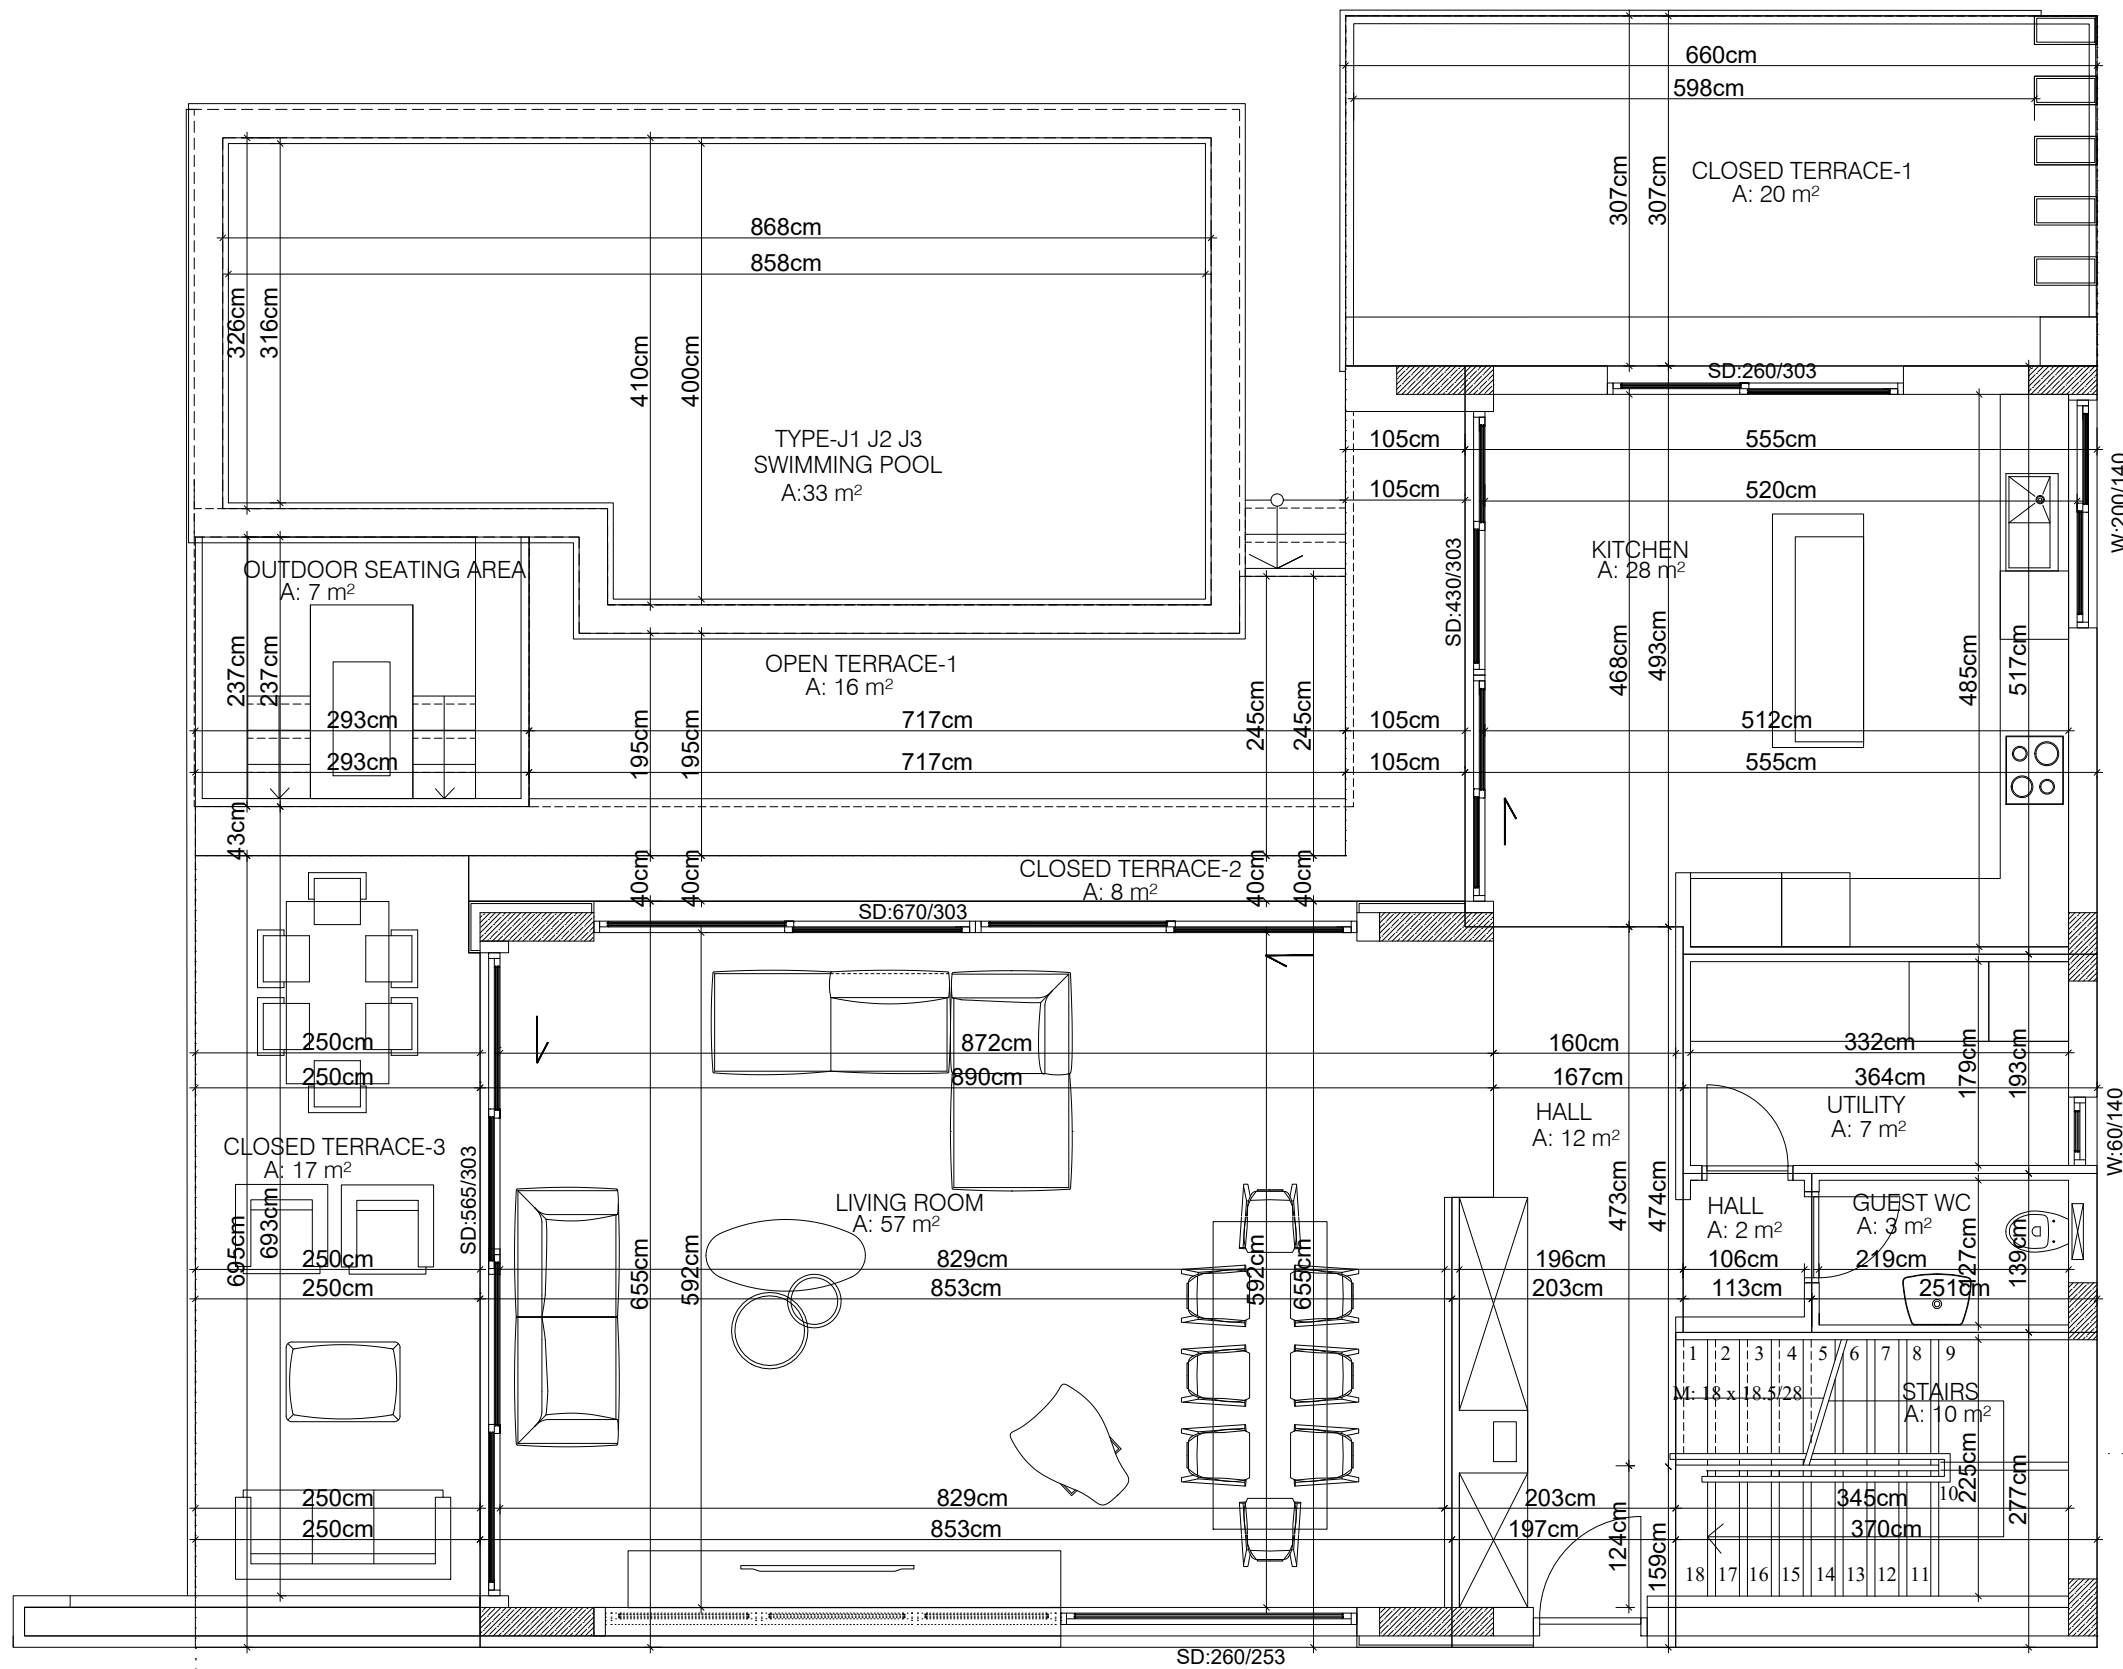 660cm
598cm
307cm
307cm
CLOSED TERRACE-1
A: 20 m²
868cm
858cm
326cm
316cm
410cm
400cm
TYPE-J1 J2 J3
SWIMMING POOL
A:33 m²
SD:260/303
105cm
555cm
105cm
520cm
W:200/140
SD:430/303
KITCHEN
A: 28 m²
468cm
493cm
485cm
517cm
OUTDOOR SEATING AREA
A: 7 m²
237cm
237cm
OPEN TERRACE-1
A: 16 m²
293cm
717cm
105cm
512cm
293cm
717cm
105cm
555cm
195cm
195cm
245cm
245cm
43cm
40cm
40cm
CLOSED TERRACE-2
A: 8 m²
40cm
40cm
SD:670/303
250cm
872cm
160cm
332cm
250cm
890cm
167cm
364cm
179cm
193cm
HALL
A: 12 m²
UTILITY
A: 7 m²
W:60/140
CLOSED TERRACE-3
A: 17 m²
SD:565/303
695cm
693cm
LIVING ROOM
A: 57 m²
655cm
592cm
592cm
655cm
473cm
474cm
HALL
A: 2 m²
GUEST WC
A: 3 m²
127cm
139cm
250cm
829cm
196cm
106cm
219cm
250cm
853cm
203cm
113cm
251cm
1 2 3 4 5 6 7 8 9
M: 18 x 18.5/28
STAIRS
A: 10 m²
225cm
277cm
10
250cm
829cm
203cm
345cm
250cm
853cm
197cm
370cm
124cm
159cm
18 17 16 15 14 13 12 11
SD:260/253